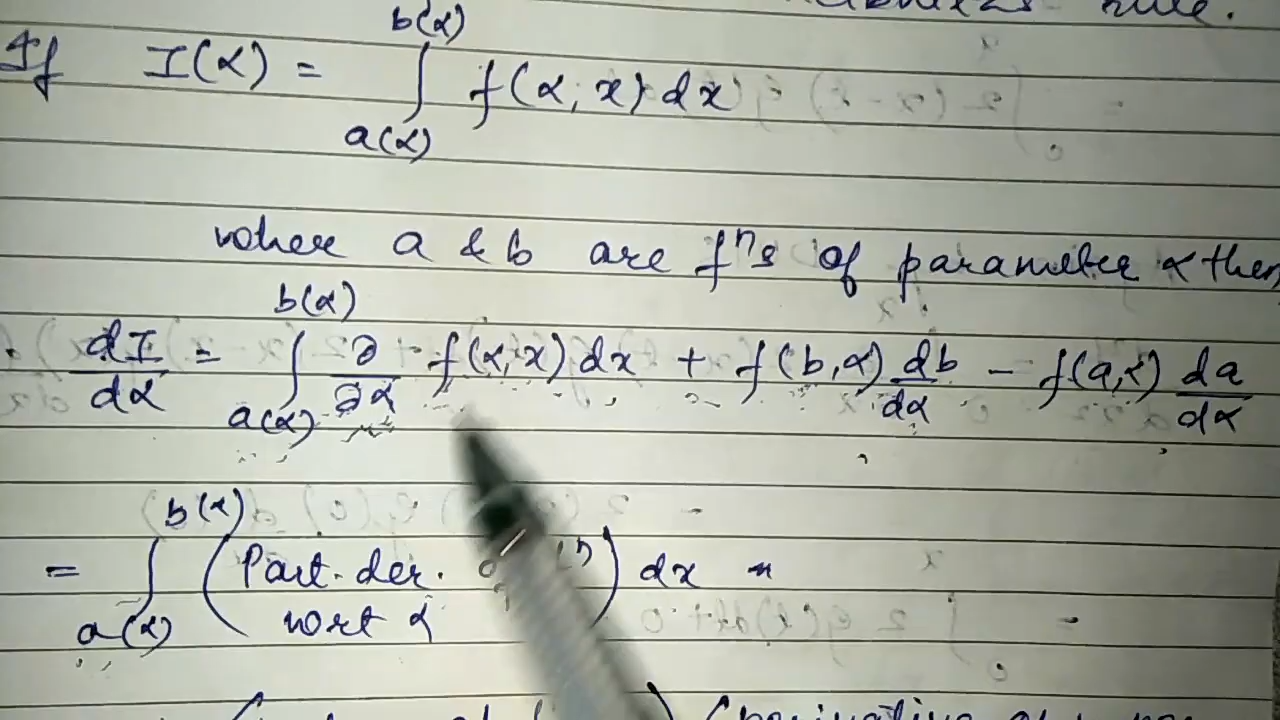 rule.
If I(α) = ∫_{a(α)}^{b(α)} f(α, x) dx
where a & b are fⁿs of parameter α then
dI/dα = ∫_{a(α)}^{b(α)} ∂/∂α f(α, x) dx + f(b, α) db/dα - f(a, α) da/dα
= ∫_{a(α)}^{b(α)} (Part. der. wrt α) dx